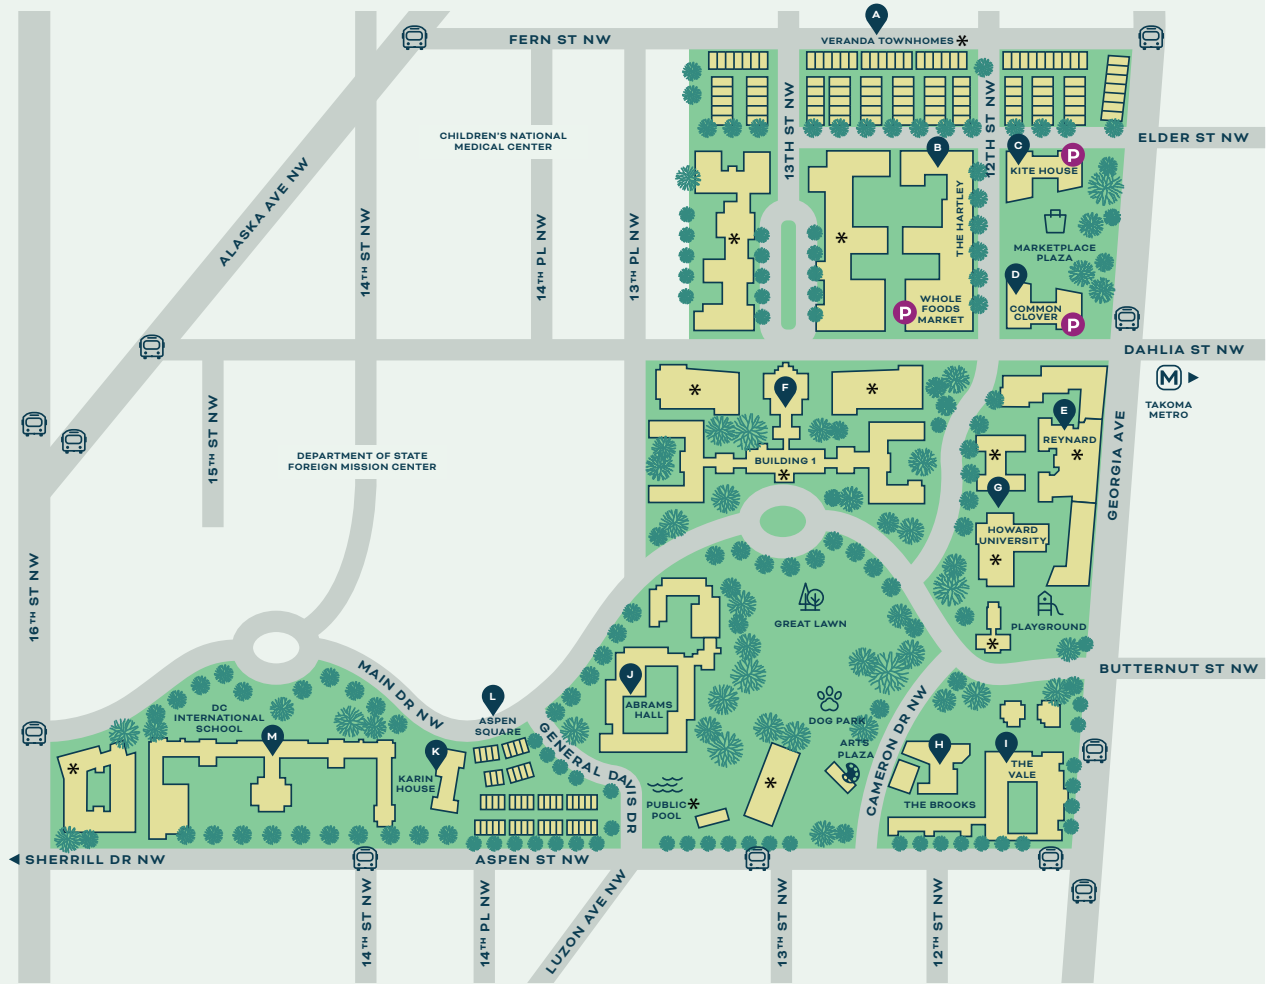 A
FERN ST NW
VERANDA TOWNHOMES*
13TH ST NW
12TH ST NW
ELDER ST NW
CHILDREN'S NATIONAL
MEDICAL CENTER
B
C
P
KITE HOUSE
ALASKA AVE NW
14TH ST NW
14TH PL NW
13TH PL NW
*
*
THE HARTLEY
MARKETPLACE
PLAZA
D
WHOLE
FOODS
MARKET
P
COMMON
CLOVER
P
DAHLIA ST NW
M
TAKOMA
METRO
15TH ST NW
*
F
*
E
REYNARD
*
GEORGIA AVE
DEPARTMENT OF STATE
FOREIGN MISSION CENTER
BUILDING 1
*
*
G
HOWARD
UNIVERSITY
*
16TH ST NW
GREAT LAWN
PLAYGROUND
*
BUTTERNUT ST NW
MAIN DR NW
J
ABRAMS
HALL
L
ASPEN
SQUARE
DC
INTERNATIONAL
SCHOOL
M
K
KARIN
HOUSE
*
GENERAL DAVIS DR
DOG PARK
ARTS
PLAZA
CAMERON DR NW
H
I
THE
VALE
THE BROOKS
PUBLIC*
POOL
*
SHERRILL DR NW
ASPEN ST NW
14TH ST NW
14TH PL NW
LUZON AVE NW
13TH ST NW
12TH ST NW